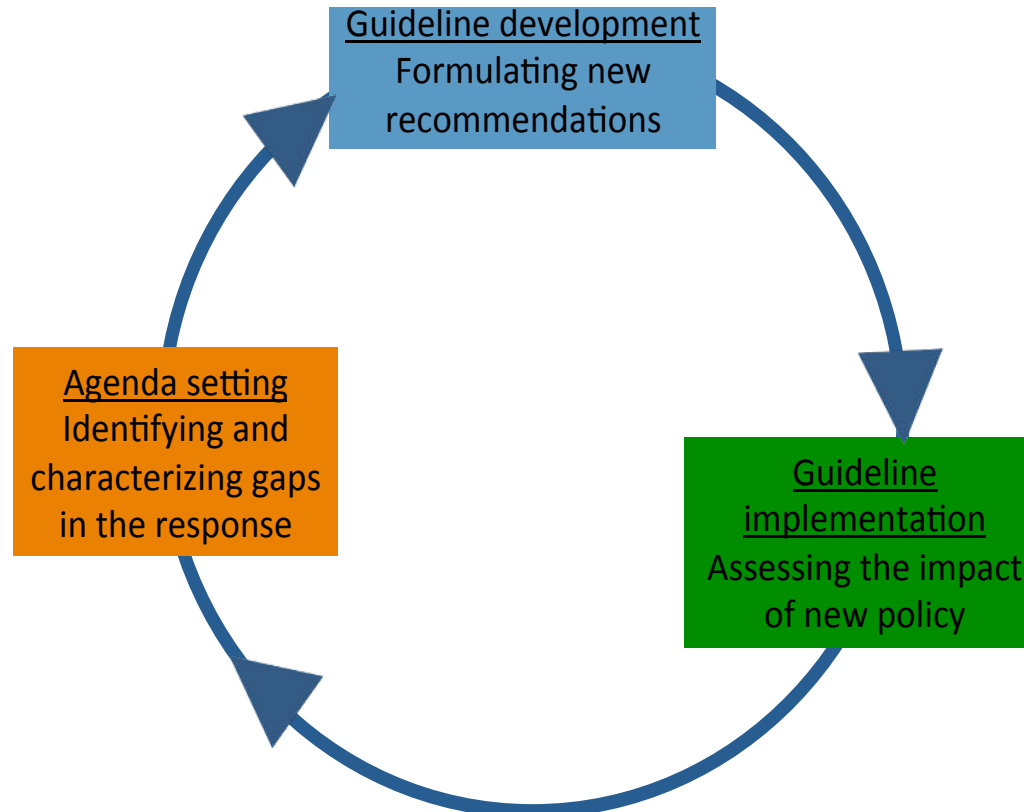 Guideline development
Formulating new
recommendations
Agenda setting
Identifying and
characterizing gaps
in the response
Guideline
implementation
Assessing the impact
of new policy